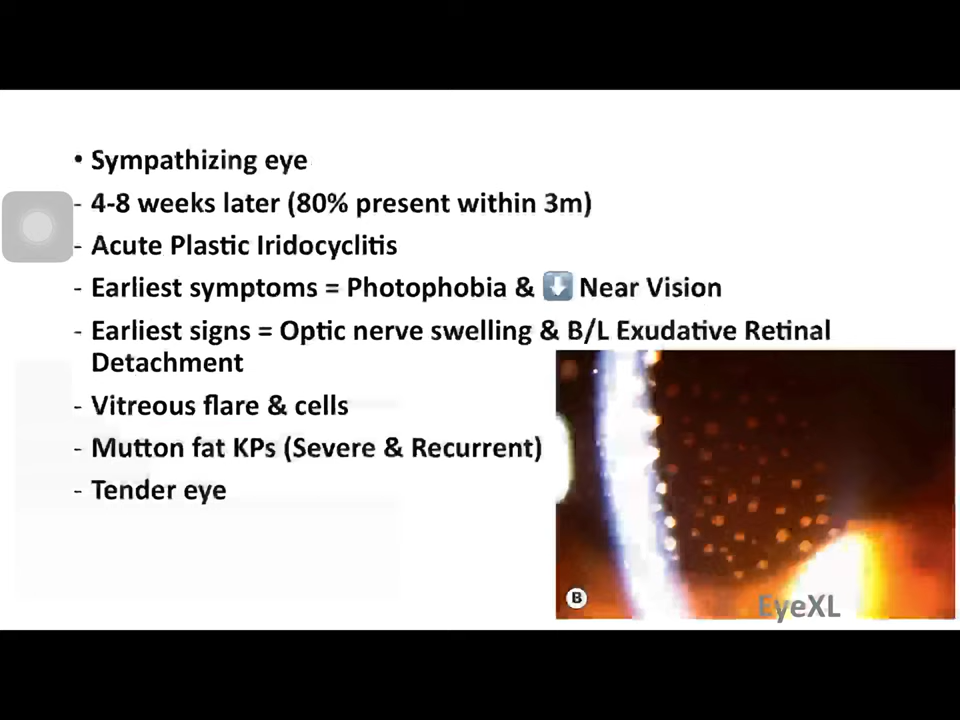 • Sympathizing eye
- 4-8 weeks later (80% present within 3m)
- Acute Plastic Iridocyclitis
- Earliest symptoms = Photophobia & ⬇️ Near Vision
- Earliest signs = Optic nerve swelling & B/L Exudative Retinal
Detachment
- Vitreous flare & cells
- Mutton fat KPs (Severe & Recurrent)
- Tender eye
B
EyeXL